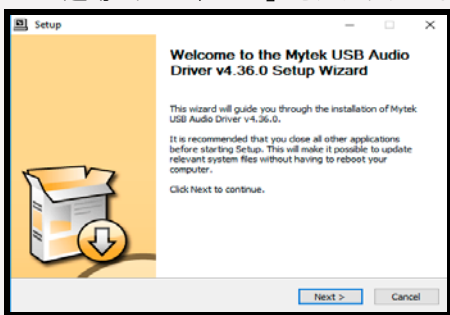 Setup
Welcome to the Mytek USB Audio
Driver v4.36.0 Setup Wizard
This wizard will guide you through the installation of Mytek
USB Audio Driver v4.36.0.
It is recommended that you close all other applications
before starting Setup. This will make it possible to update
relevant system files without having to reboot your
computer.
Click Next to continue.
Next >
Cancel